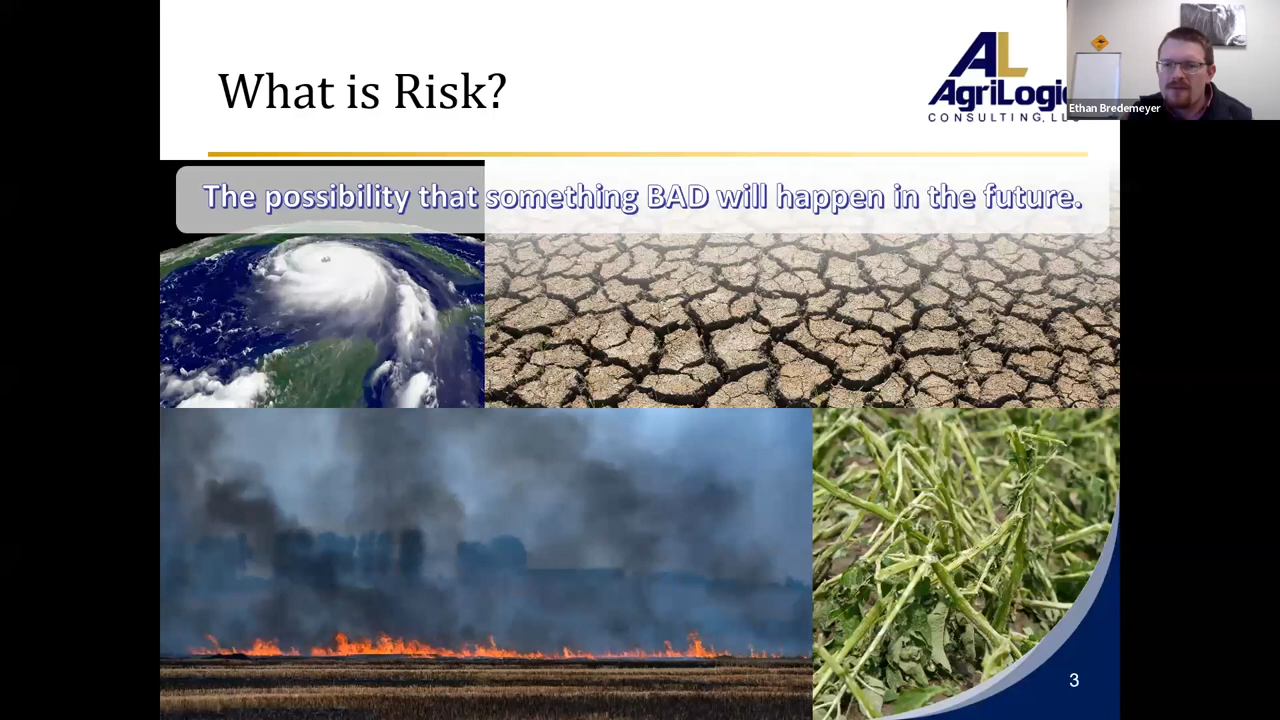 What is Risk?
AL
AgriLogic
CONSULTING, LLC
Ethan Bredemeyer
The possibility that something BAD will happen in the future.
3